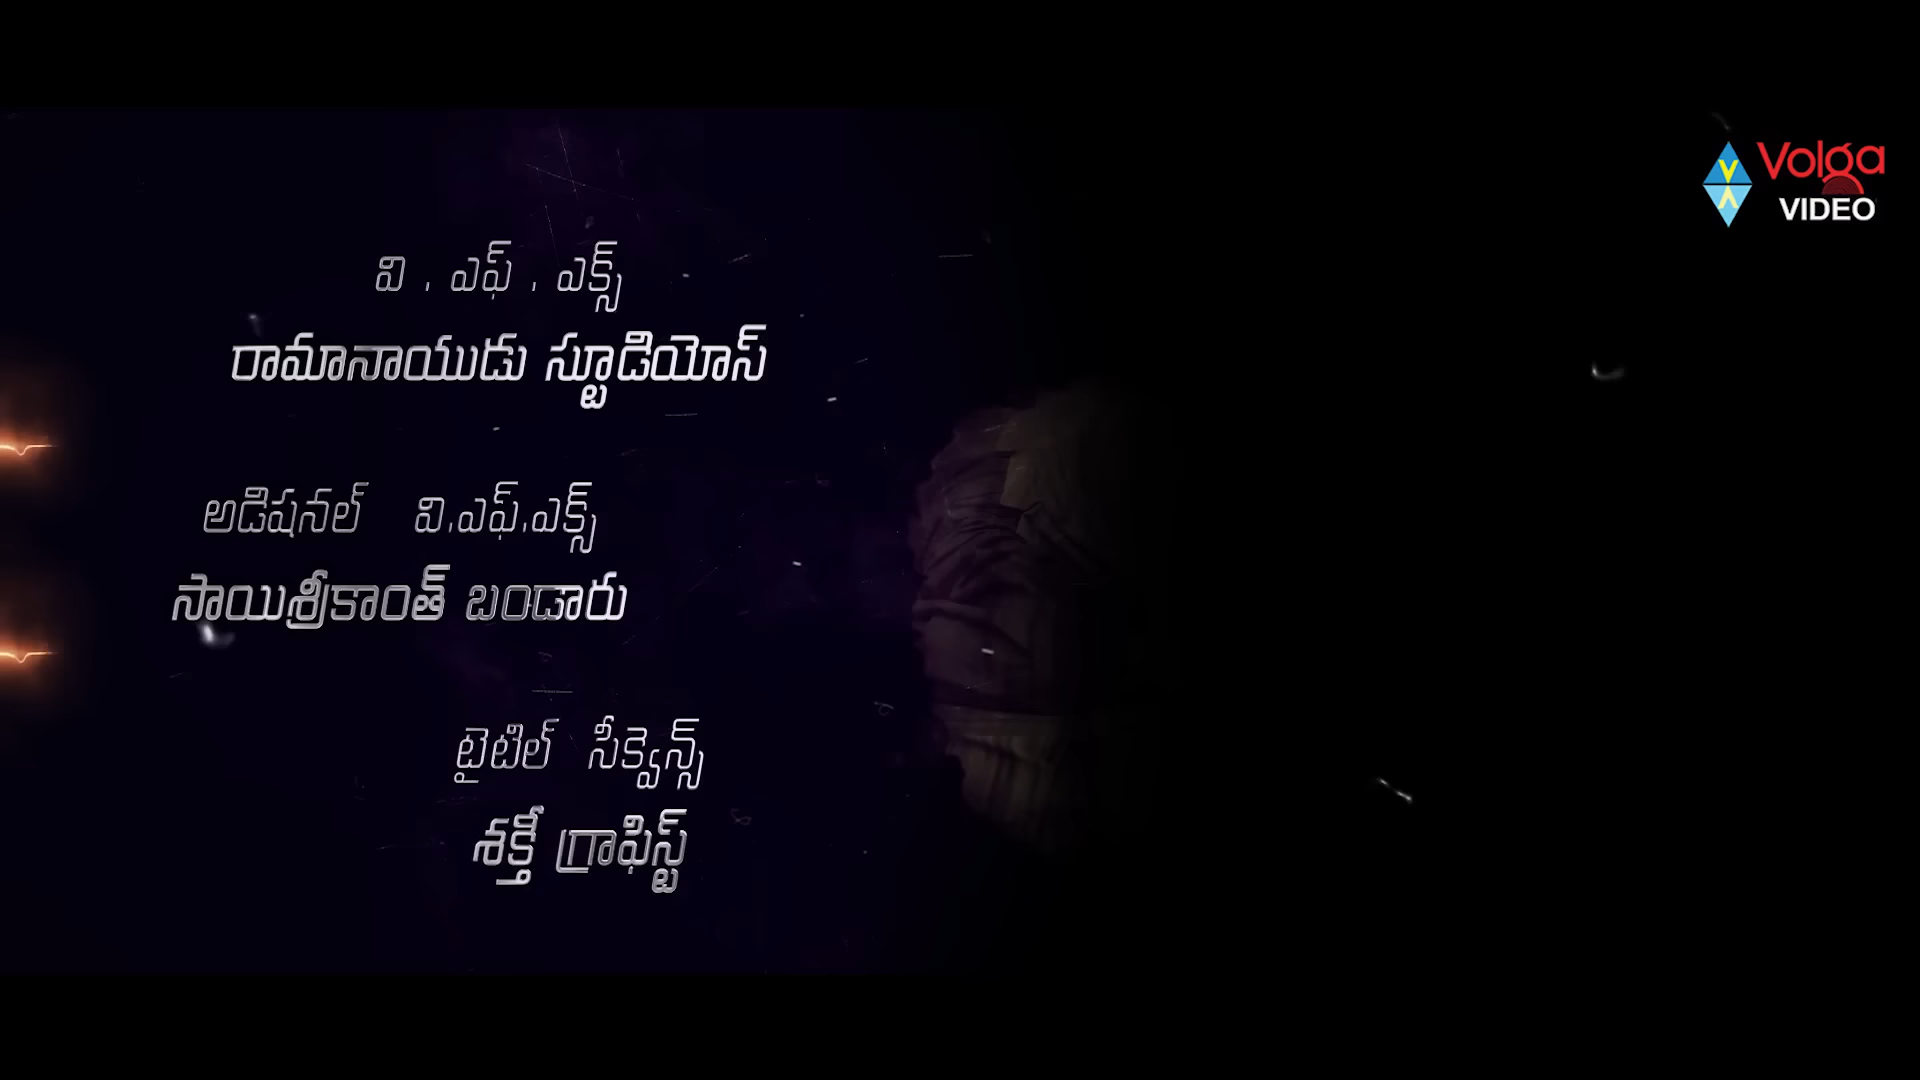 వి . ఎఫ్ . ఎక్స్
రామానాయుడు స్టూడియోస్
అడిషనల్ వి.ఎఫ్.ఎక్స్
సాయిశ్రీకాంత్ బండారు
టైటిల్ సీక్వెన్స్
శక్తీ గ్రాఫిస్ట్
Volga
VIDEO